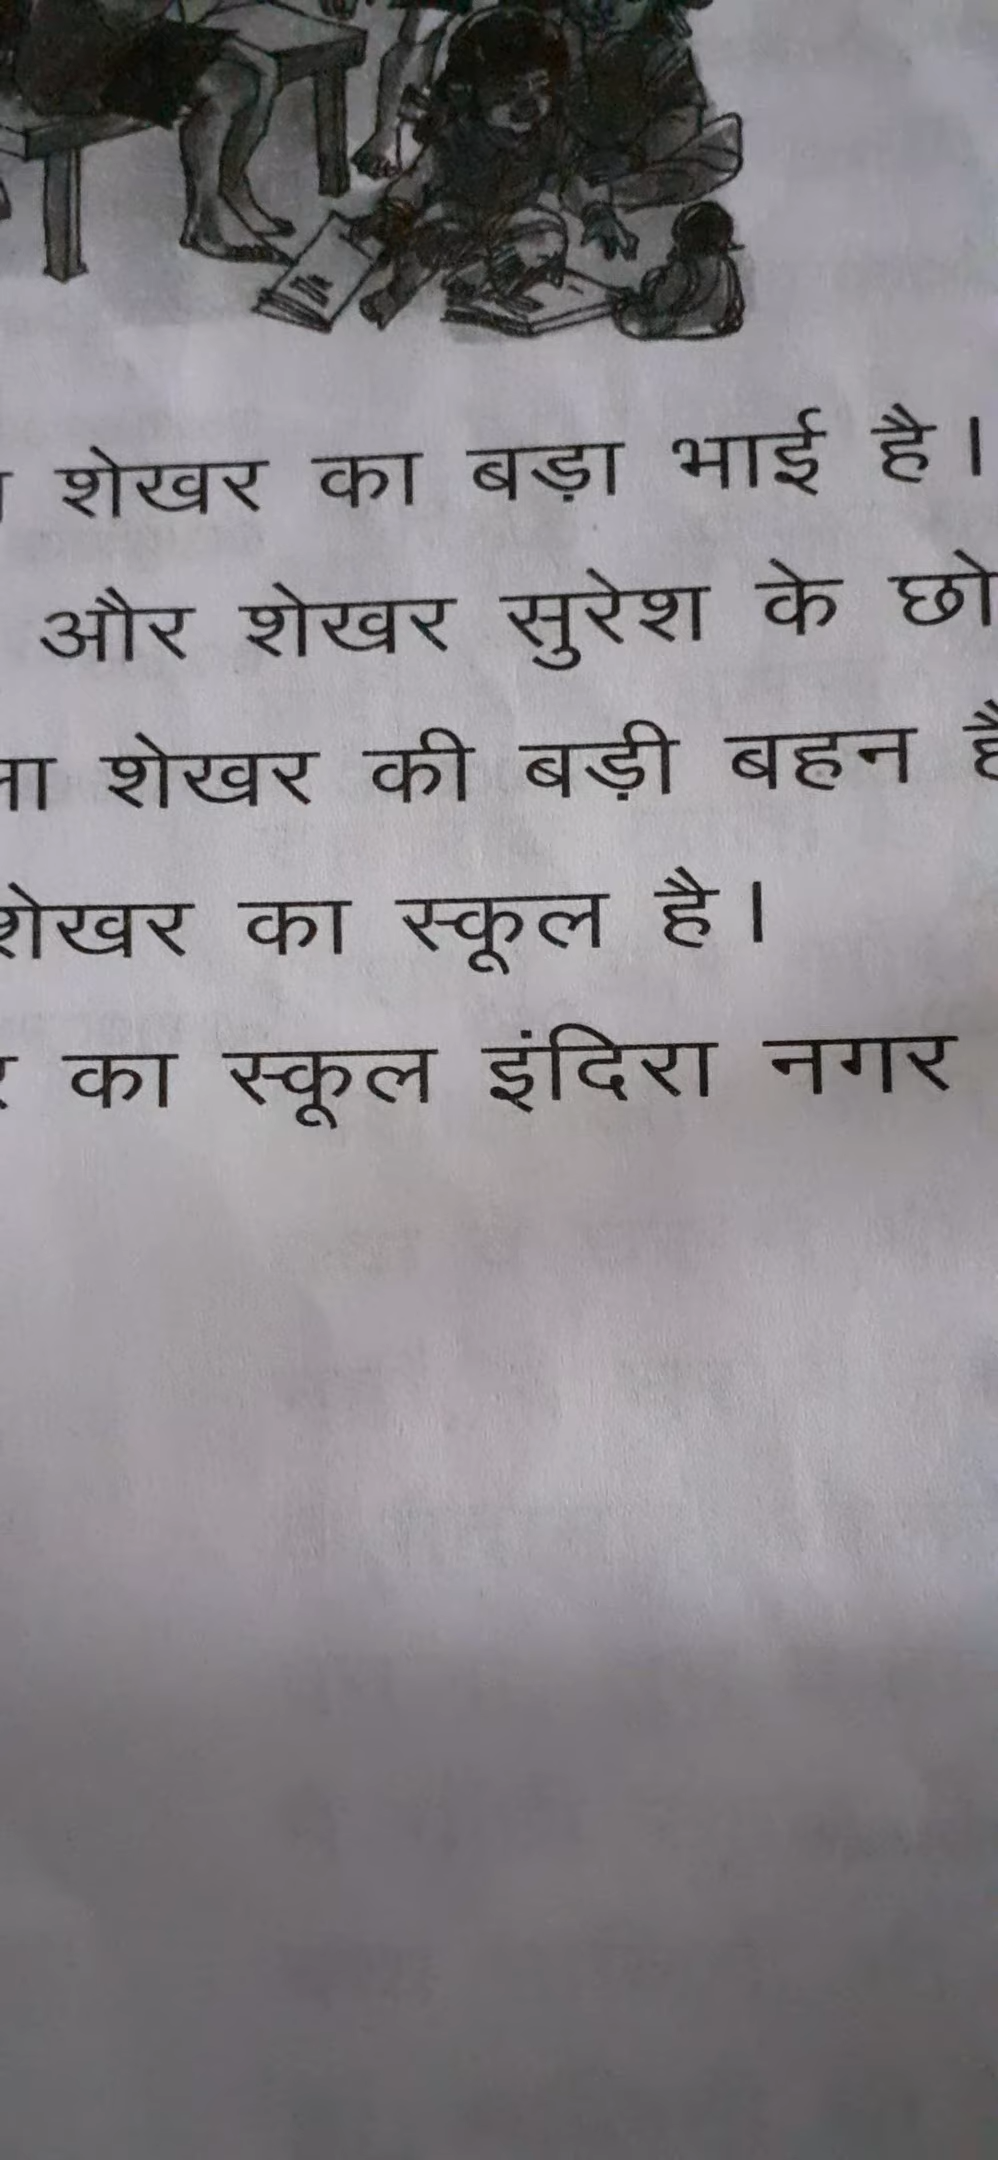 शेखर का बड़ा भाई है।
और शेखर सुरेश के छो
ना शेखर की बड़ी बहन है
शेखर का स्कूल है।
र का स्कूल इंदिरा नगर